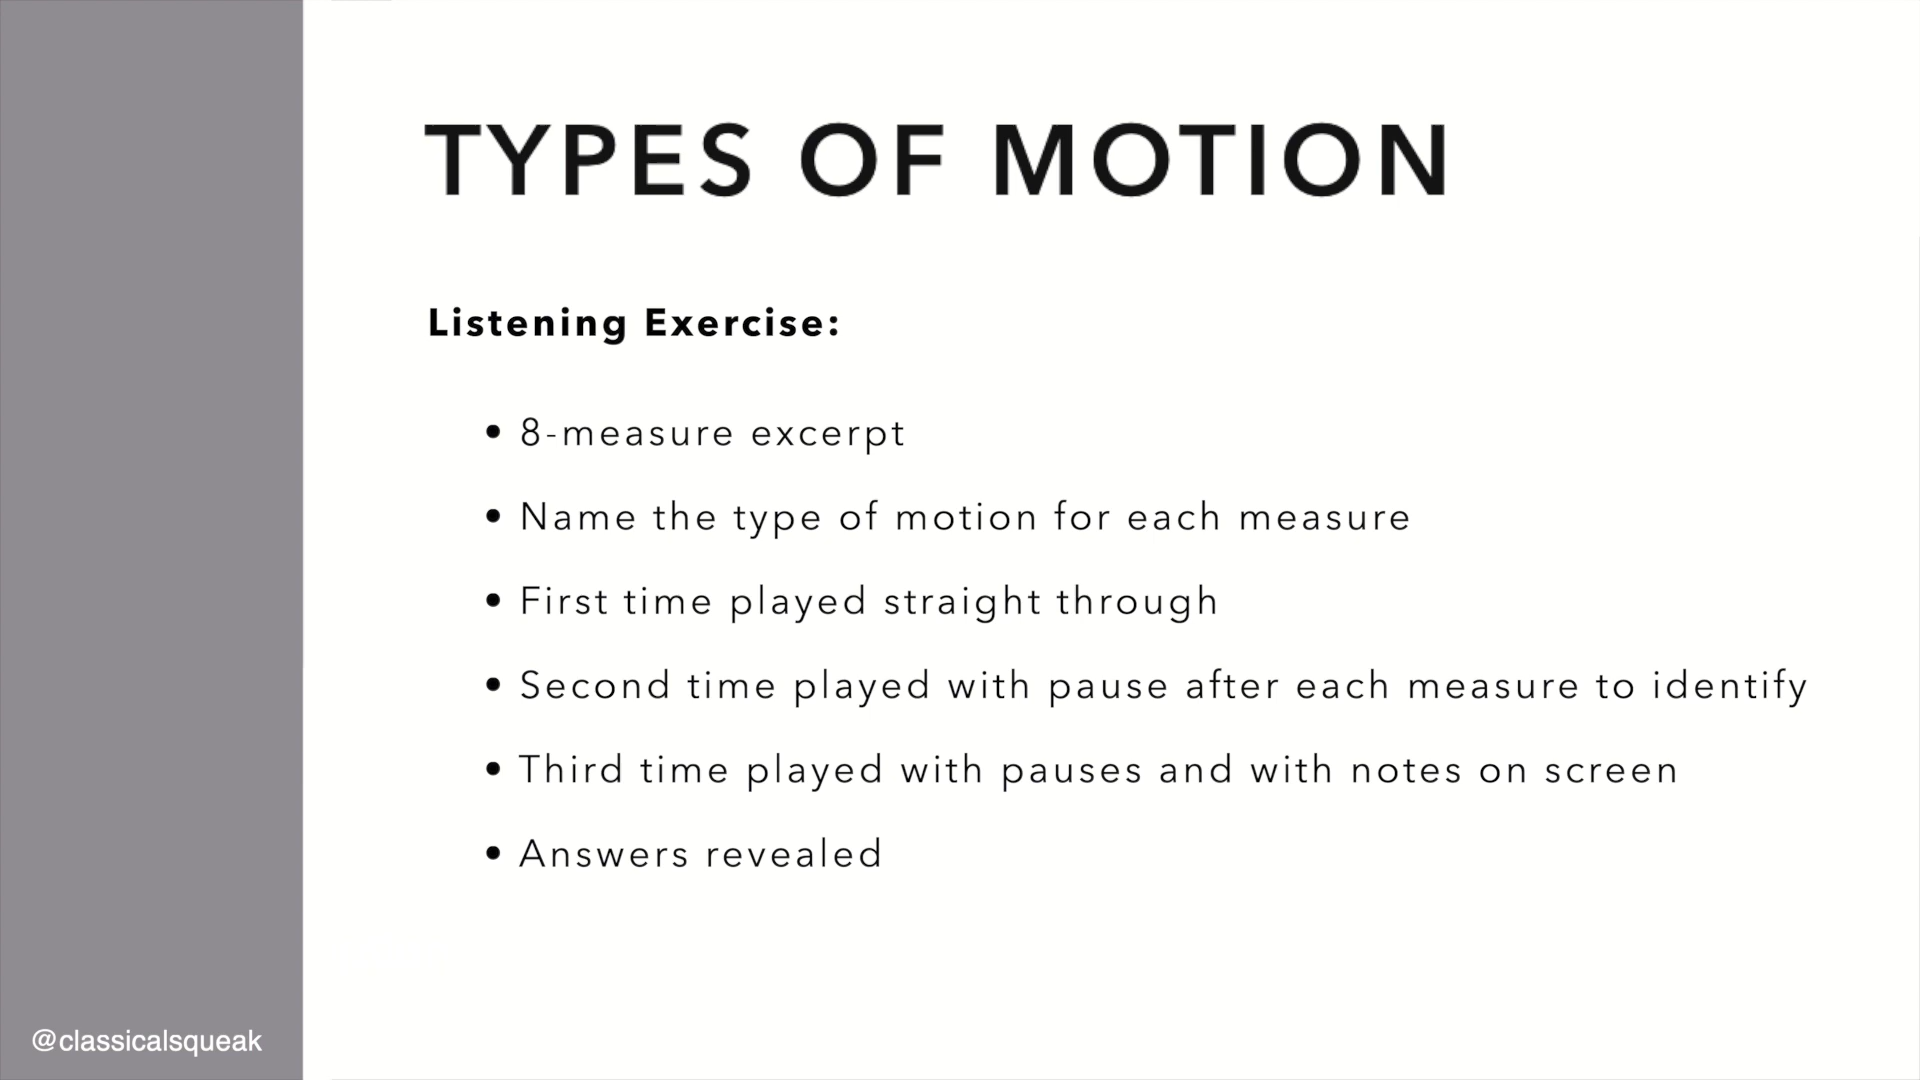 TYPES OF MOTION
Listening Exercise:
• 8-measure excerpt
• Name the type of motion for each measure
• First time played straight through
• Second time played with pause after each measure to identify
• Third time played with pauses and with notes on screen
• Answers revealed
@classicalsqueak